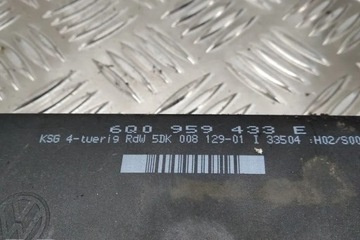 6Q0 959 433 E
KSG 4-tuerig RdW 5DK 008 129-01 I 33504 :H02/S00